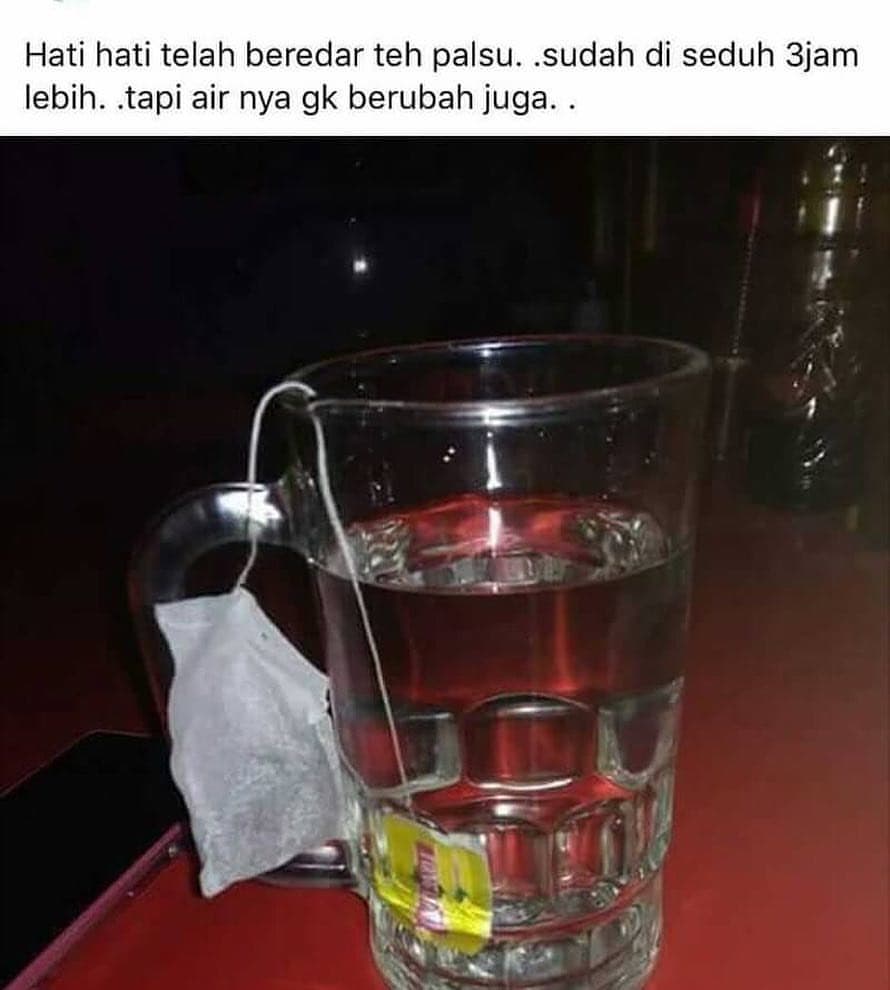 Hati hati telah beredar teh palsu. .sudah di seduh 3jam
lebih. .tapi air nya gk berubah juga. .